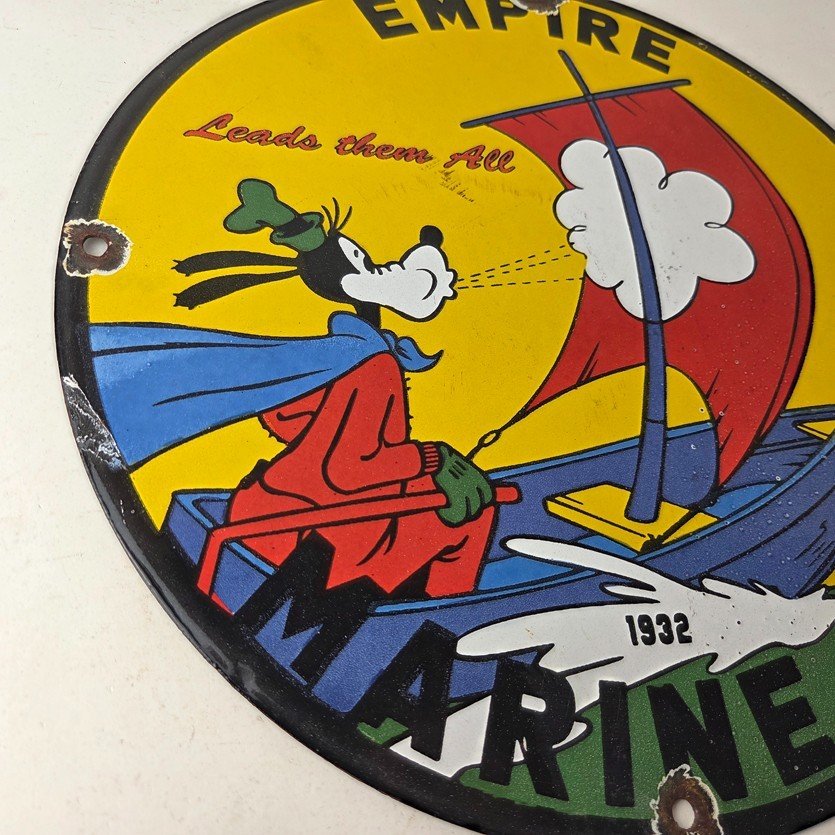 EMPIRE
Leads them All
1932
MARINE